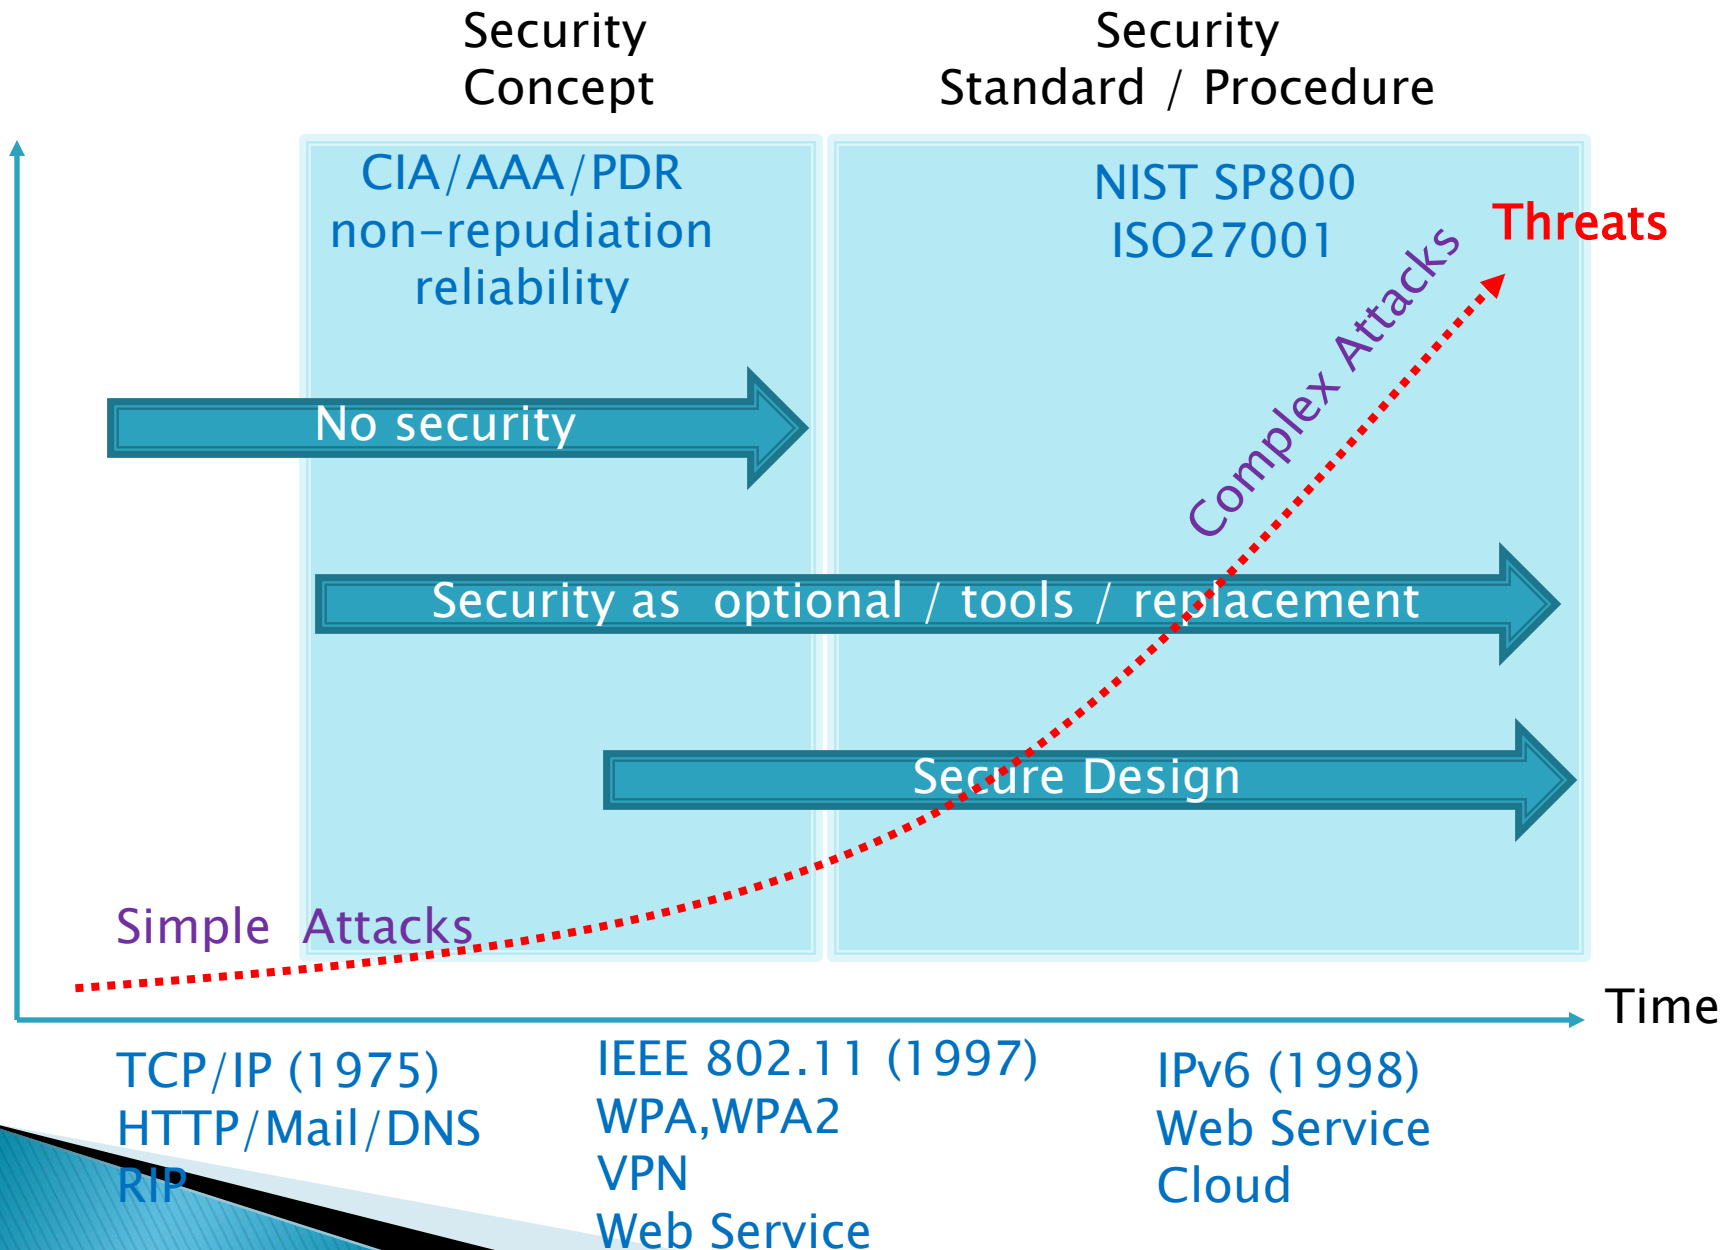 Security
Concept
Security
Standard / Procedure
CIA/AAA/PDR
non-repudiation
reliability
NIST SP800
ISO27001
Threats
Complex Attacks
No security
Security as  optional / tools / replacement
Secure Design
Simple  Attacks
Time
TCP/IP (1975)
HTTP/Mail/DNS
RIP
IEEE 802.11 (1997)
WPA,WPA2
VPN
Web Service
IPv6 (1998)
Web Service
Cloud